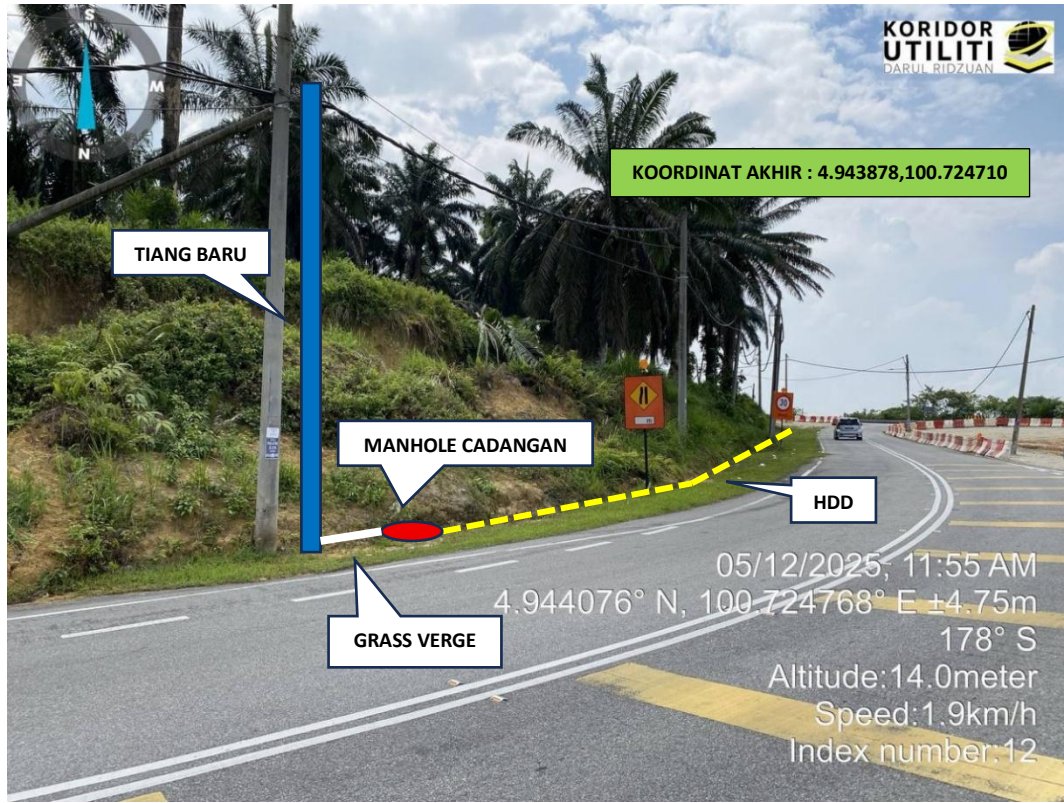 S
E
W
N
KORIDOR
UTILITI
DARUL RIDZUAN
KOORDINAT AKHIR : 4.943878,100.724710
TIANG BARU
MANHOLE CADANGAN
HDD
GRASS VERGE
05/12/2025, 11:55 AM
4.944076° N, 100.724768° E ±4.75m
178° S
Altitude:14.0meter
Speed:1.9km/h
Index number:12